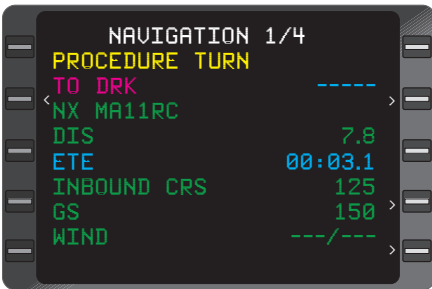 NAVIGATION 1/4
PROCEDURE TURN
TO DRK -----
<NX MA11RC >
DIS 7.8
ETE 00:03.1
INBOUND CRS 125
GS 150 >
WIND ---/--- >